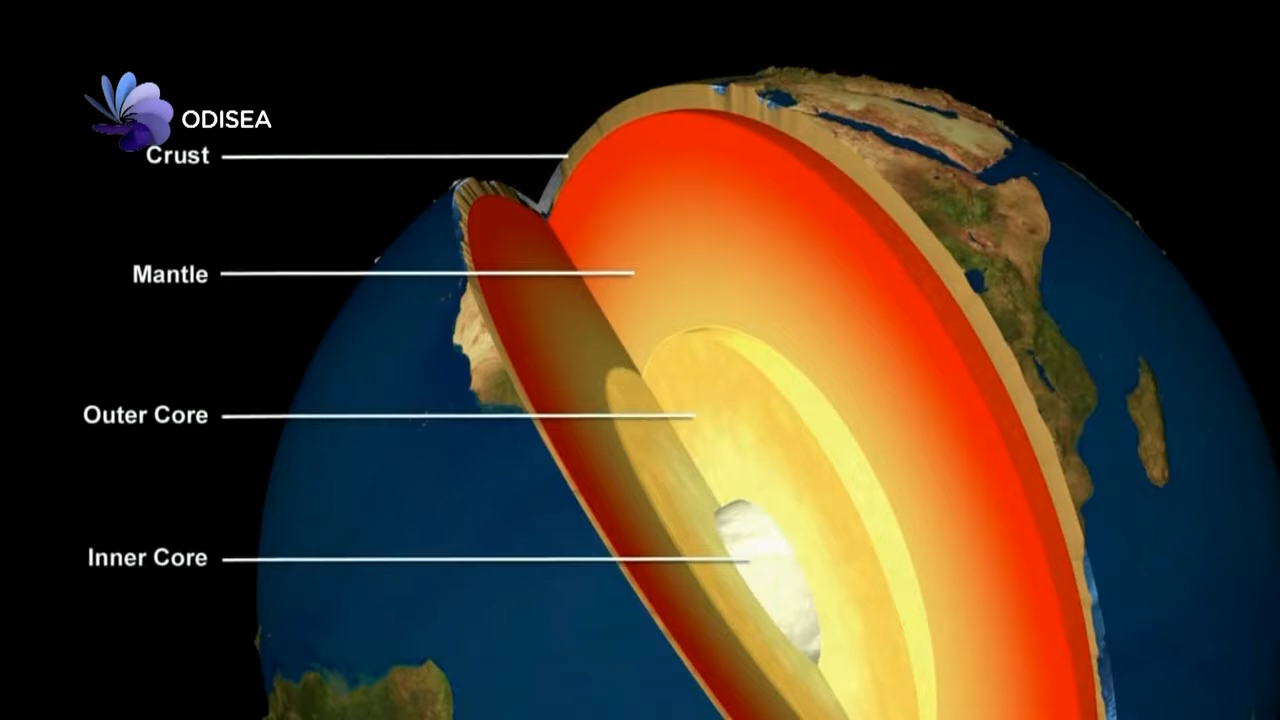 ODISEA
Crust
Mantle
Outer Core
Inner Core